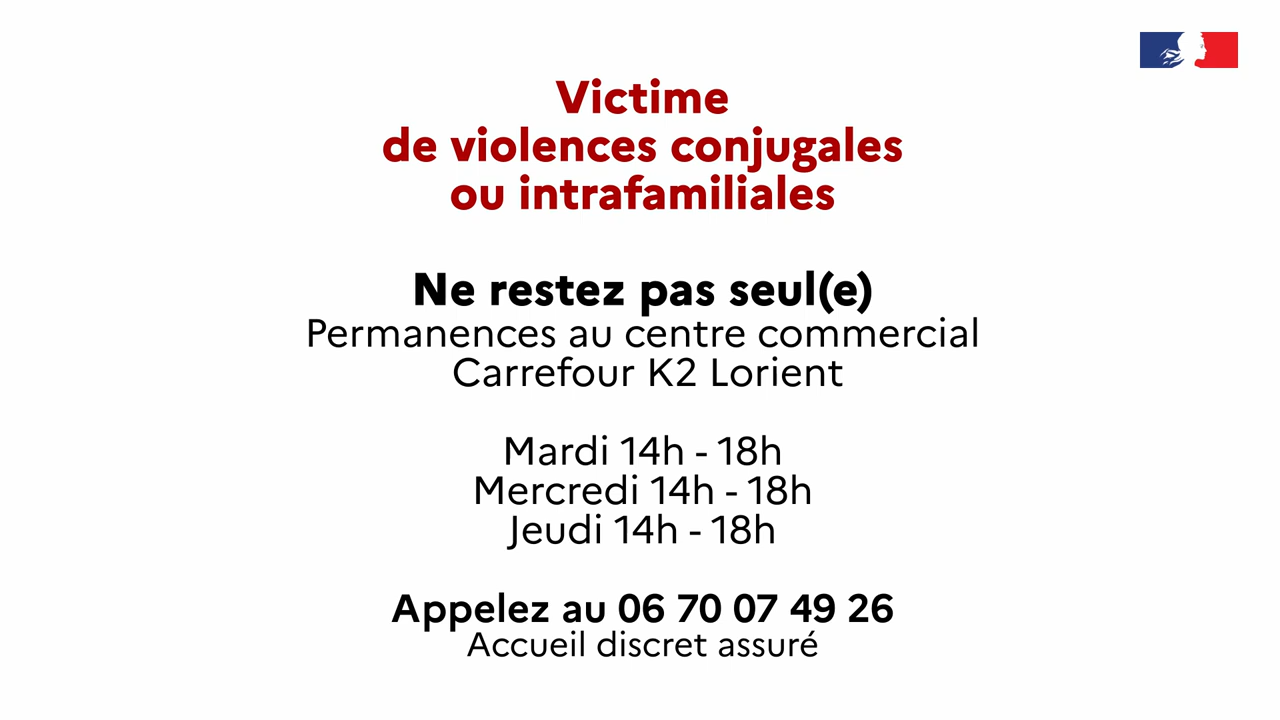 Victime
de violences conjugales
ou intrafamiliales
Ne restez pas seul(e)
Permanences au centre commercial
Carrefour K2 Lorient
Mardi 14h - 18h
Mercredi 14h - 18h
Jeudi 14h - 18h
Appelez au 06 70 07 49 26
Accueil discret assuré